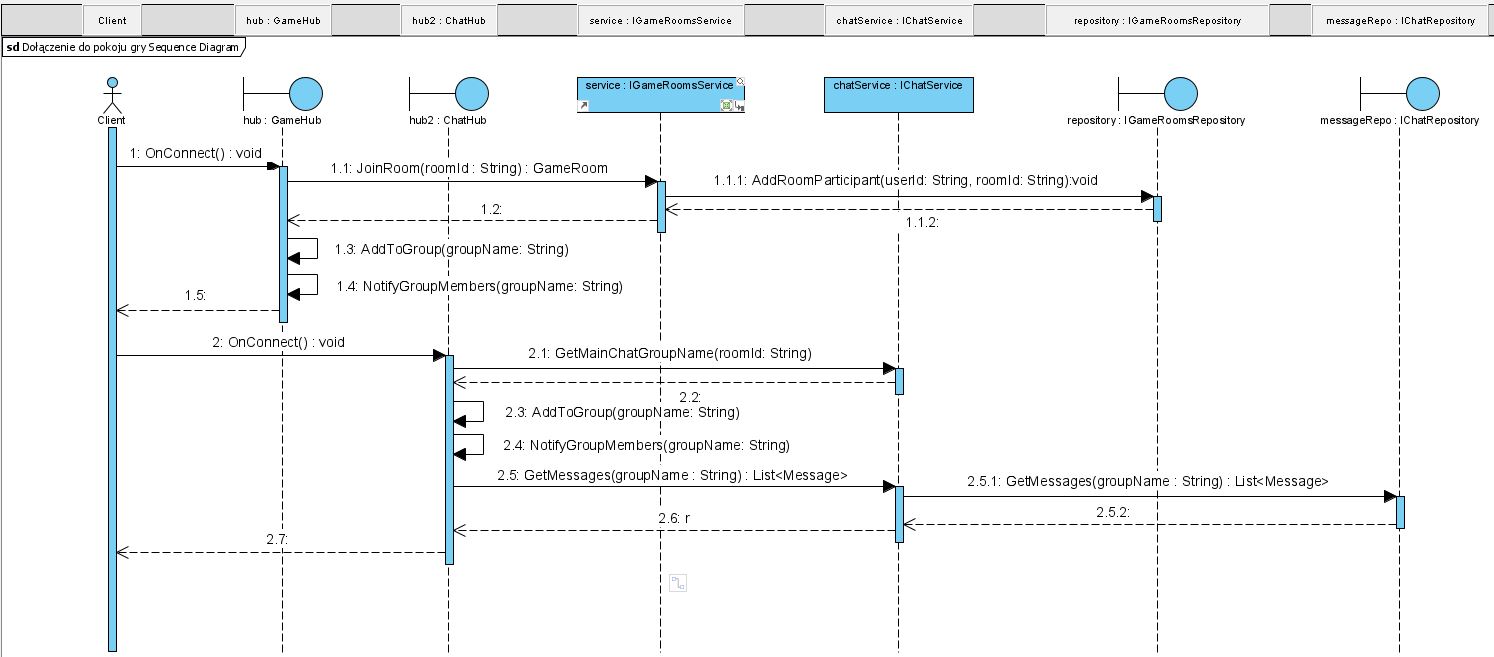 Client
hub : GameHub
hub2 : ChatHub
service : IGameRoomsService
chatService : IChatService
repository : IGameRoomsRepository
messageRepo : IChatRepository
sd Dołączenie do pokoju gry Sequence Diagram
Client
hub : GameHub
hub2 : ChatHub
service : IGameRoomsService
chatService : IChatService
repository : IGameRoomsRepository
messageRepo : IChatRepository
1: OnConnect() : void
1.1: JoinRoom(roomId : String) : GameRoom
1.1.1: AddRoomParticipant(userId: String, roomId: String):void
1.2:
1.1.2:
1.3: AddToGroup(groupName: String)
1.4: NotifyGroupMembers(groupName: String)
1.5:
2: OnConnect() : void
2.1: GetMainChatGroupName(roomId: String)
2.2:
2.3: AddToGroup(groupName: String)
2.4: NotifyGroupMembers(groupName: String)
2.5: GetMessages(groupName : String) : List<Message>
2.5.1: GetMessages(groupName : String) : List<Message>
2.6: r
2.5.2:
2.7: